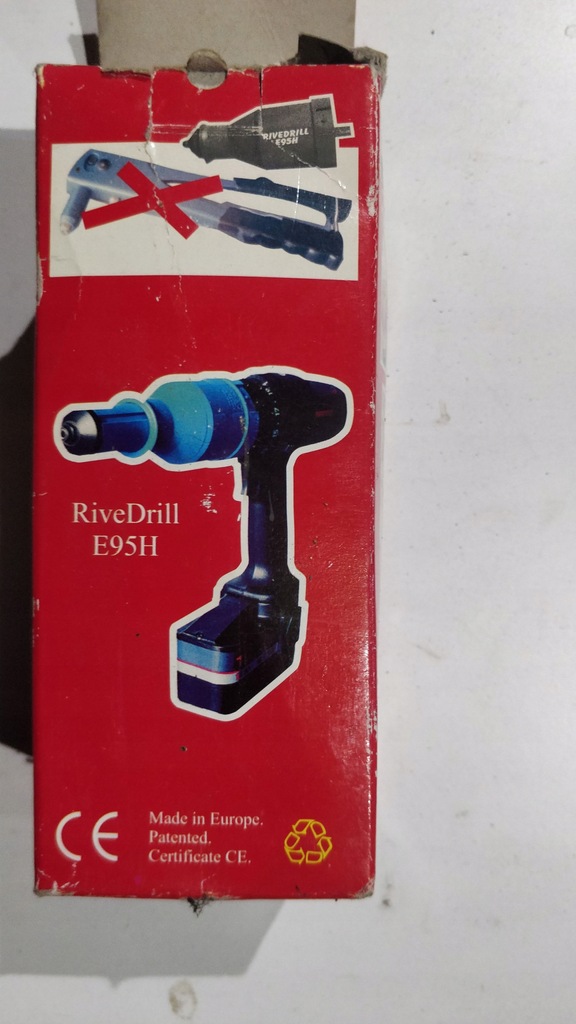 RIVEDRILL
E95H
RiveDrill
E95H
CE
Made in Europe.
Patented.
Certificate CE.